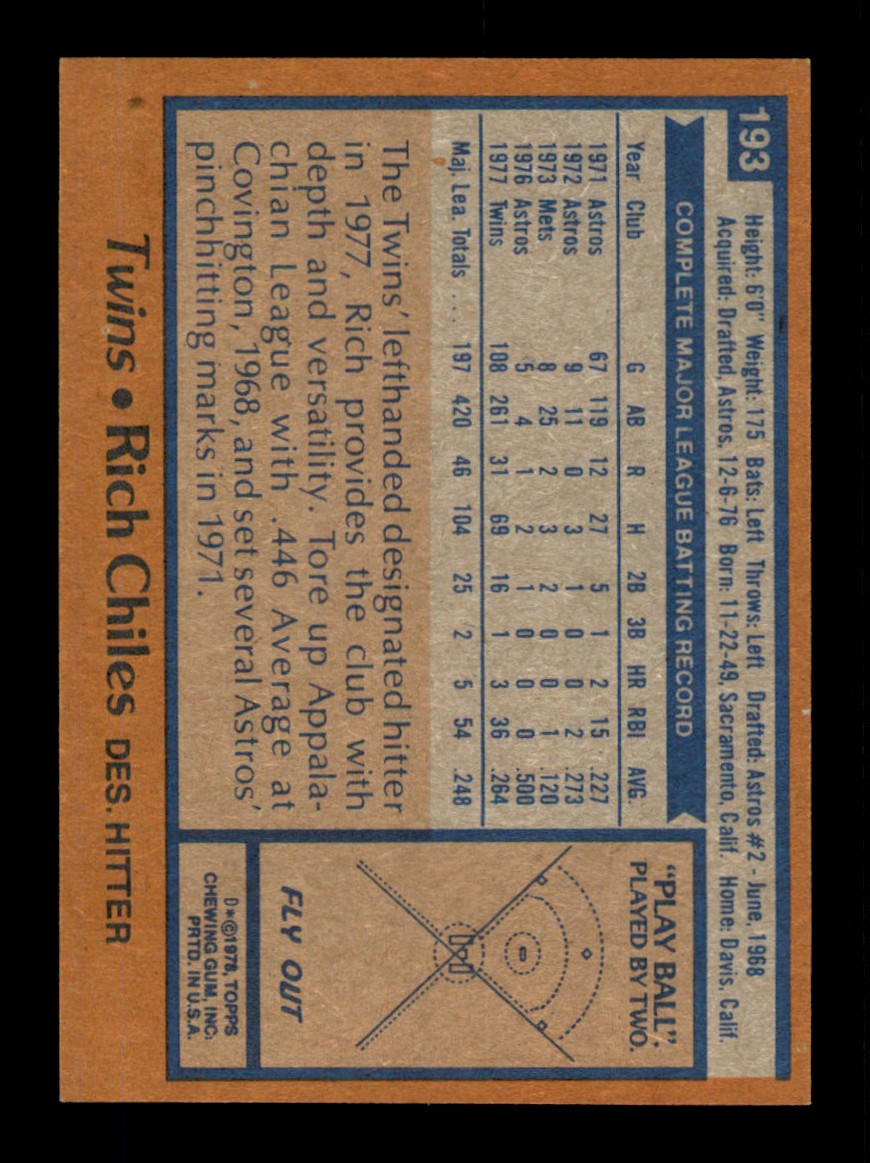 193
Height: 6'0" Weight: 175 Bats: Left Throws: Left Drafted: Astros #2 - June, 1968
Acquired: Drafted, Astros, 12-6-76 Born: 11-22-49, Sacramento, Calif. Home: Davis, Calif.
COMPLETE MAJOR LEAGUE BATTING RECORD
Year Club G AB R H 2B 3B HR RBI AVG.
1971 Astros 67 119 12 27 5 1 2 15 .227
1972 Astros 9 11 0 3 1 0 0 2 .273
1973 Mets 8 25 2 3 2 0 0 1 .120
1976 Astros 5 4 1 2 1 0 0 0 .500
1977 Twins 108 261 31 69 16 1 3 36 .264
Maj. Lea. Totals ... 197 420 46 104 25 2 5 54 .248
The Twins' lefthanded designated hitter
in 1977, Rich provides the club with
depth and versatility. Tore up Appala-
chian League with .446 Average at
Covington, 1968, and set several Astros'
pinchhitting marks in 1971.
"PLAY BALL"
PLAYED BY TWO.
FLY OUT
D*©1978, TOPPS
CHEWING GUM, INC.
PRTD. IN U.S.A.
Twins • Rich Chiles DES. HITTER